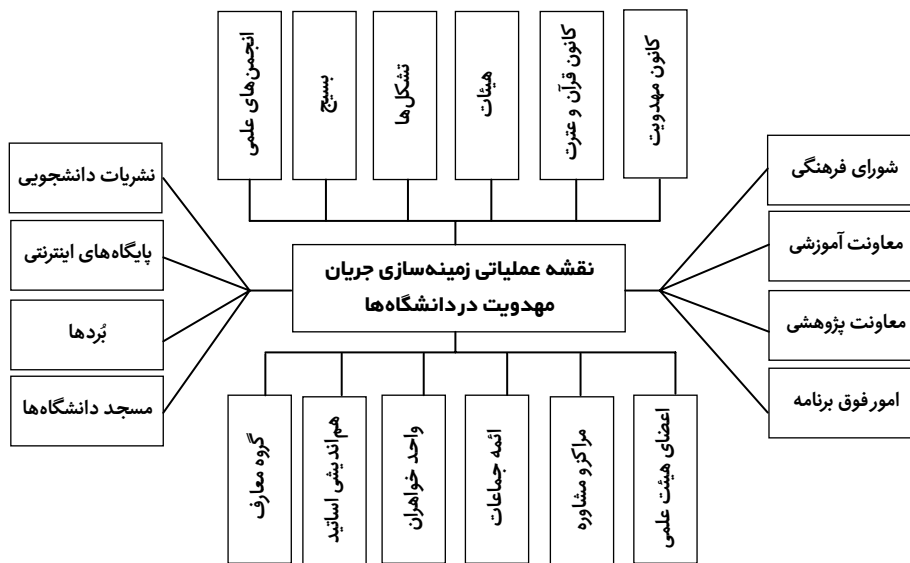 کانون مهدویت
کانون قرآن و عترت
هیئات
تشکل‌ها
بسیج
انجمن‌های علمی
شورای فرهنگی
معاونت آموزشی
معاونت پژوهشی
امور فوق برنامه
نقشه عملیاتی زمینه‌سازی جریان
مهدویت در دانشگاه‌ها
نشریات دانشجویی
پایگاه‌های اینترنتی
بُردها
مسجد دانشگاه‌ها
اعضای هیئت علمی
مراکز و مشاوره
ائمه جماعات
واحد خواهران
هم‌اندیشی اساتید
گروه معارف